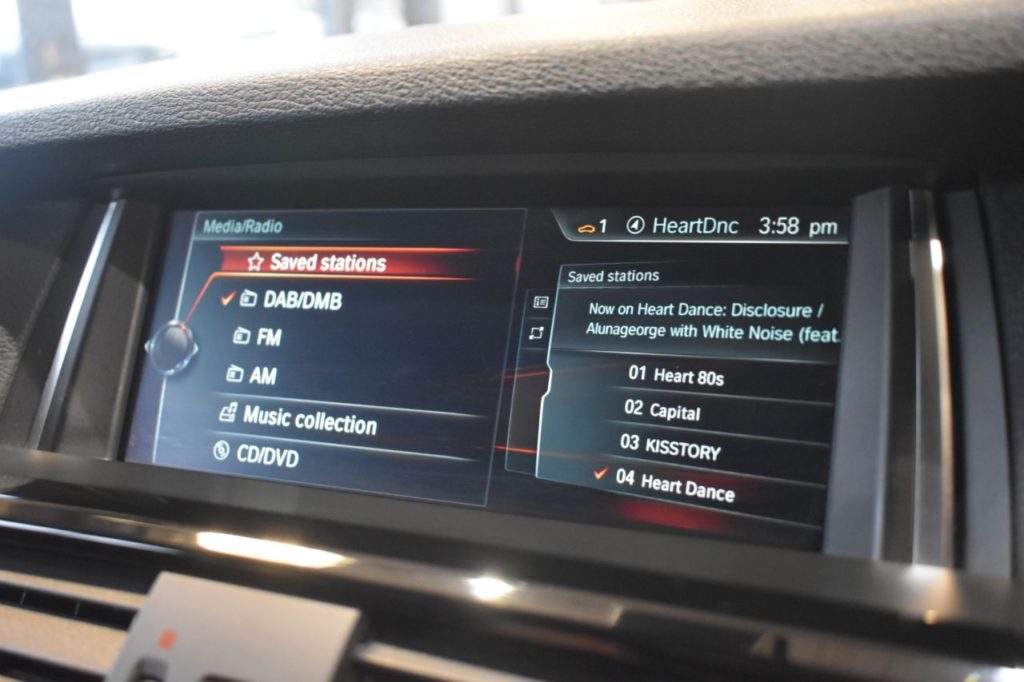 Media/Radio
Saved stations
DAB/DMB
FM
AM
Music collection
CD/DVD
1 HeartDnc 3:58 pm
Saved stations
Now on Heart Dance: Disclosure /
Alunageorge with White Noise (feat.
01 Heart 80s
02 Capital
03 KISSTORY
04 Heart Dance